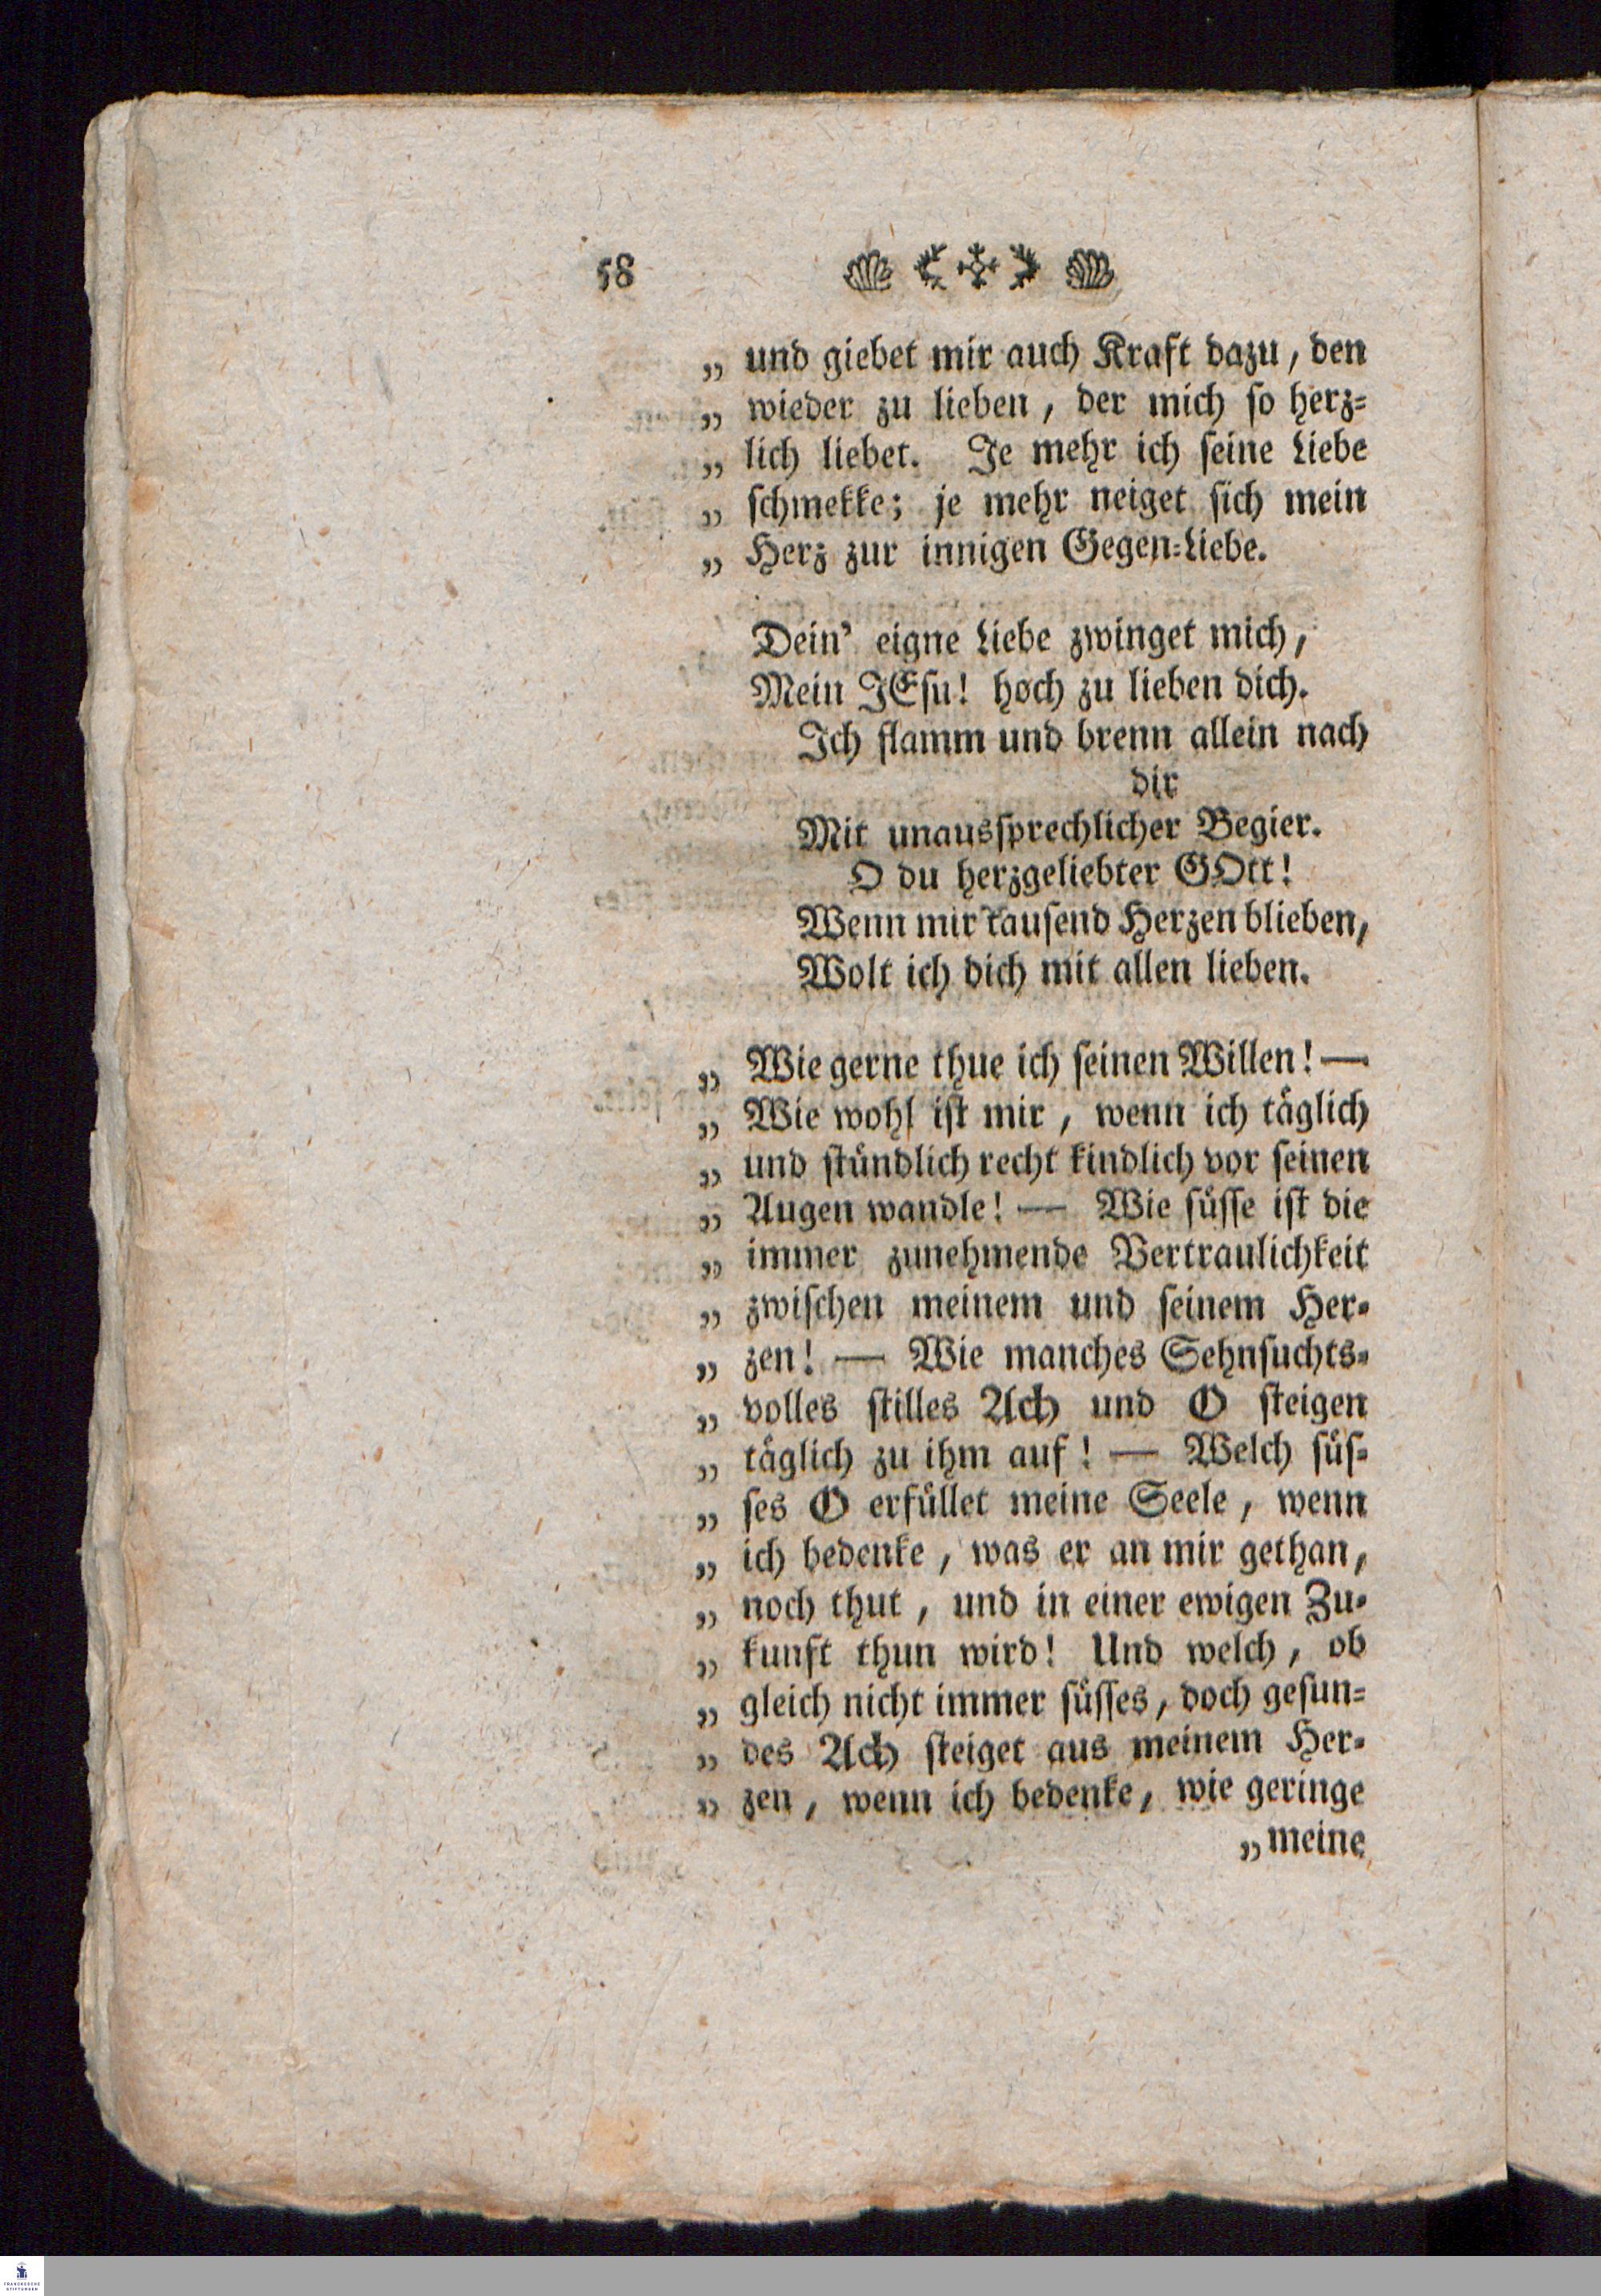 58
„ und giebet mir auch Kraft dazu, den
„ wieder zu lieben, der mich so herz-
„ lich liebet. Je mehr ich seine Liebe
„ schmekke; je mehr neiget sich mein
„ Herz zur innigen Gegen-Liebe.
Dein' eigne Liebe zwinget mich,
Mein JEsu! hoch zu lieben dich.
Ich flamm und brenn allein nach
dir
Mit unaussprechlicher Begier.
O du herzgeliebter GOtt!
Wenn mir tausend Herzen blieben,
Wolt ich dich mit allen lieben.
„ Wie gerne thue ich seinen Willen! —
„ Wie wohl ist mir, wenn ich täglich
„ und stündlich recht kindlich vor seinen
„ Augen wandle! — Wie süsse ist die
„ immer zunehmende Vertraulichkeit
„ zwischen meinem und seinem Her-
„ zen! — Wie manches Sehnsuchts-
„ volles stilles Ach und O steigen
„ täglich zu ihm auf! — Welch süs-
„ ses O erfüllet meine Seele, wenn
„ ich bedenke, was er an mir gethan,
„ noch thut, und in einer ewigen Zu-
„ kunft thun wird! Und welch, ob
„ gleich nicht immer süsses, doch gesun-
„ des Ach steiget aus meinem Her-
„ zen, wenn ich bedenke, wie geringe
„ meine
FRANCKESCHE
STIFTUNGEN